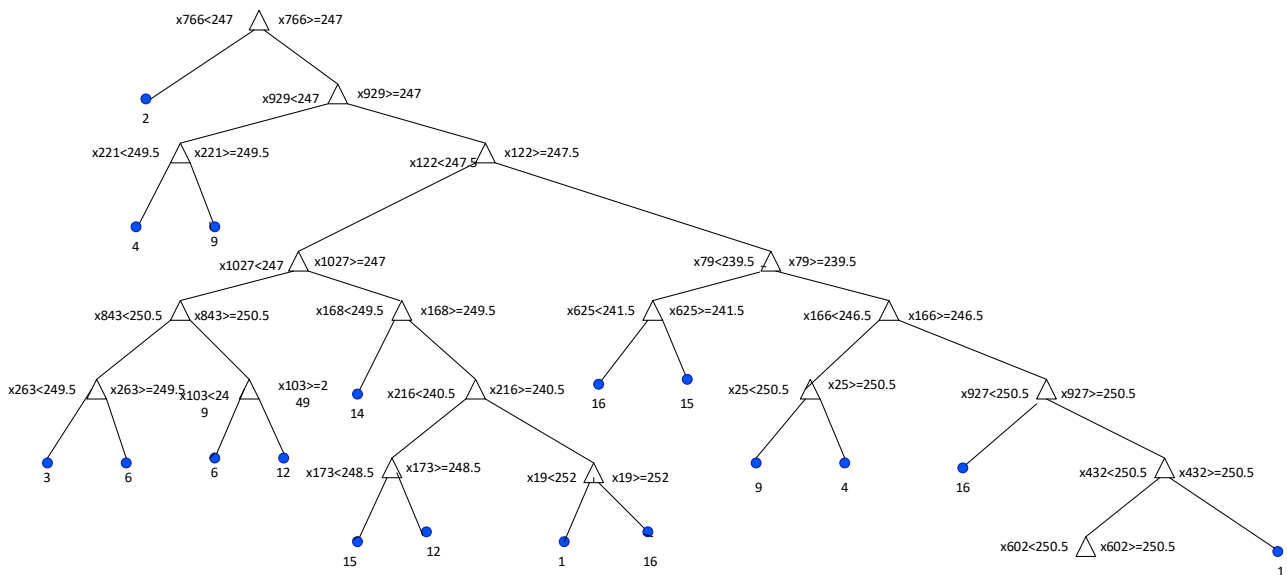 x766<247 x766>=247
x929<247 x929>=247
2
x221<249.5 x221>=249.5
x122<247.5 x122>=247.5
4 9
x1027<247 x1027>=247
x79<239.5 x79>=239.5
x843<250.5 x843>=250.5
x168<249.5 x168>=249.5
x625<241.5 x625>=241.5
x166<246.5 x166>=246.5
x263<249.5 x263>=249.5
x103<24
9
x103>=2
49
14
x216<240.5 x216>=240.5
16 15
x25<250.5 x25>=250.5
x927<250.5 x927>=250.5
3 6 6 12
x173<248.5 x173>=248.5
x19<252 x19>=252
9 4 16
x432<250.5 x432>=250.5
15 12 1 16
x602<250.5 x602>=250.5
1